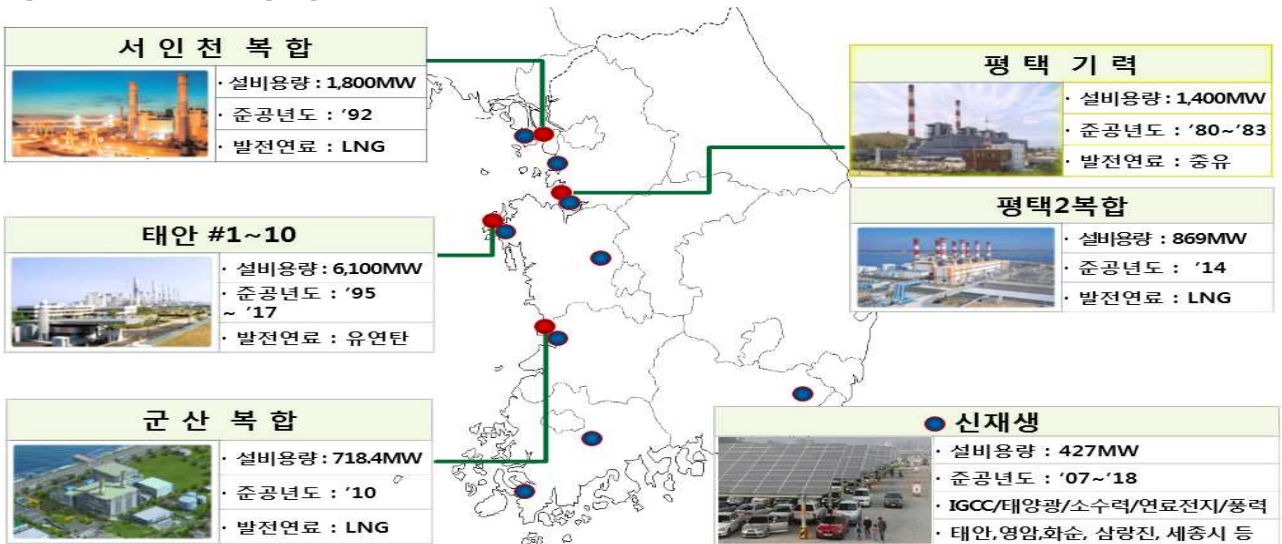 서 인 천 복합
· 설비용량 : 1,800MW
· 준공년도 : '92
· 발전연료 : LNG
평 택 기 력
· 설비용량 : 1,400MW
· 준공년도 : '80~'83
· 발전연료 : 중유
평택2복합
· 설비용량 : 869MW
· 준공년도 : '14
· 발전연료 : LNG
태안 #1~10
· 설비용량 : 6,100MW
· 준공년도 : '95
~ '17
· 발전연료 : 유연탄
군 산 복 합
· 설비용량 : 718.4MW
· 준공년도 : '10
· 발전연료 : LNG
신재생
· 설비용량 : 427MW
· 준공년도 : '07~'18
· IGCC/태양광/소수력/연료전지/풍력
· 태안,영암,화순, 삼랑진, 세종시 등